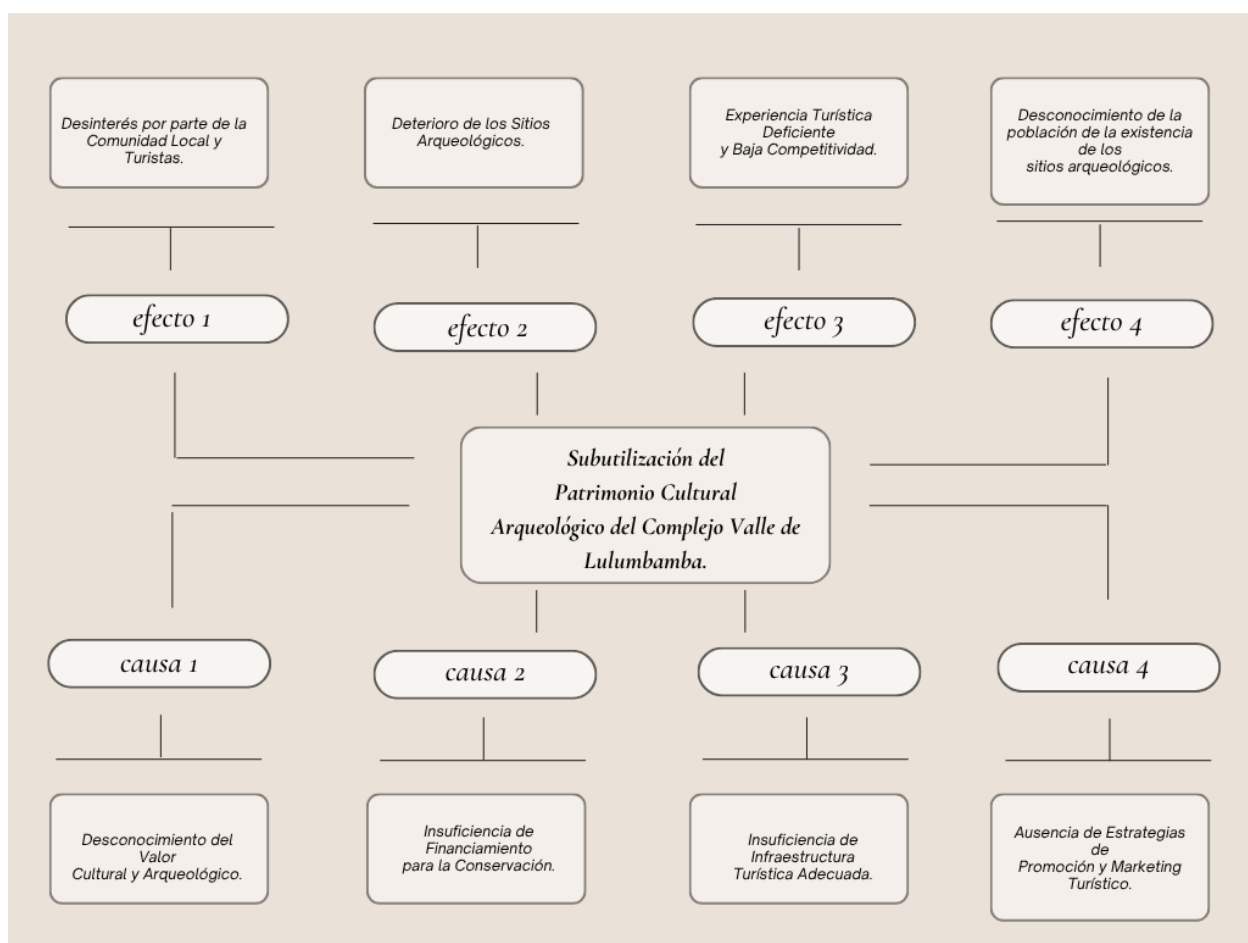 Desinterés por parte de la
Comunidad Local y
Turistas.
Deterioro de los Sitios
Arqueológicos.
Experiencia Turística
Deficiente
y Baja Competitividad.
Desconocimiento de la
población de la existencia
de los
sitios arqueológicos.
efecto 1
efecto 2
efecto 3
efecto 4
Subutilización del
Patrimonio Cultural
Arqueológico del Complejo Valle de
Lulumbamba.
causa 1
causa 2
causa 3
causa 4
Desconocimiento del
Valor
Cultural y Arqueológico.
Insuficiencia de
Financiamiento
para la Conservación.
Insuficiencia de
Infraestructura
Turística Adecuada.
Ausencia de Estrategias
de
Promoción y Marketing
Turístico.